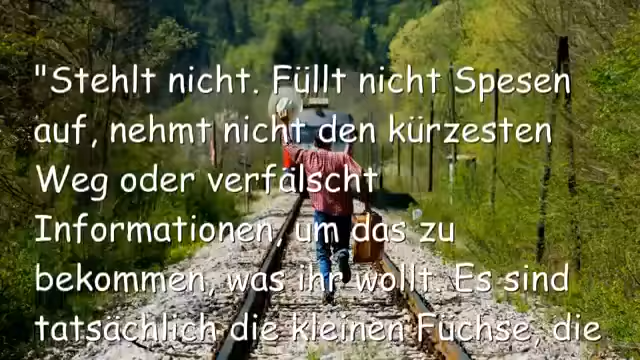 "Stehlt nicht. Füllt nicht Spesen
auf, nehmt nicht den kürzesten
Weg oder verfälscht
Informationen, um das zu
bekommen, was ihr wollt. Es sind
tatsächlich die kleinen Füchse, die